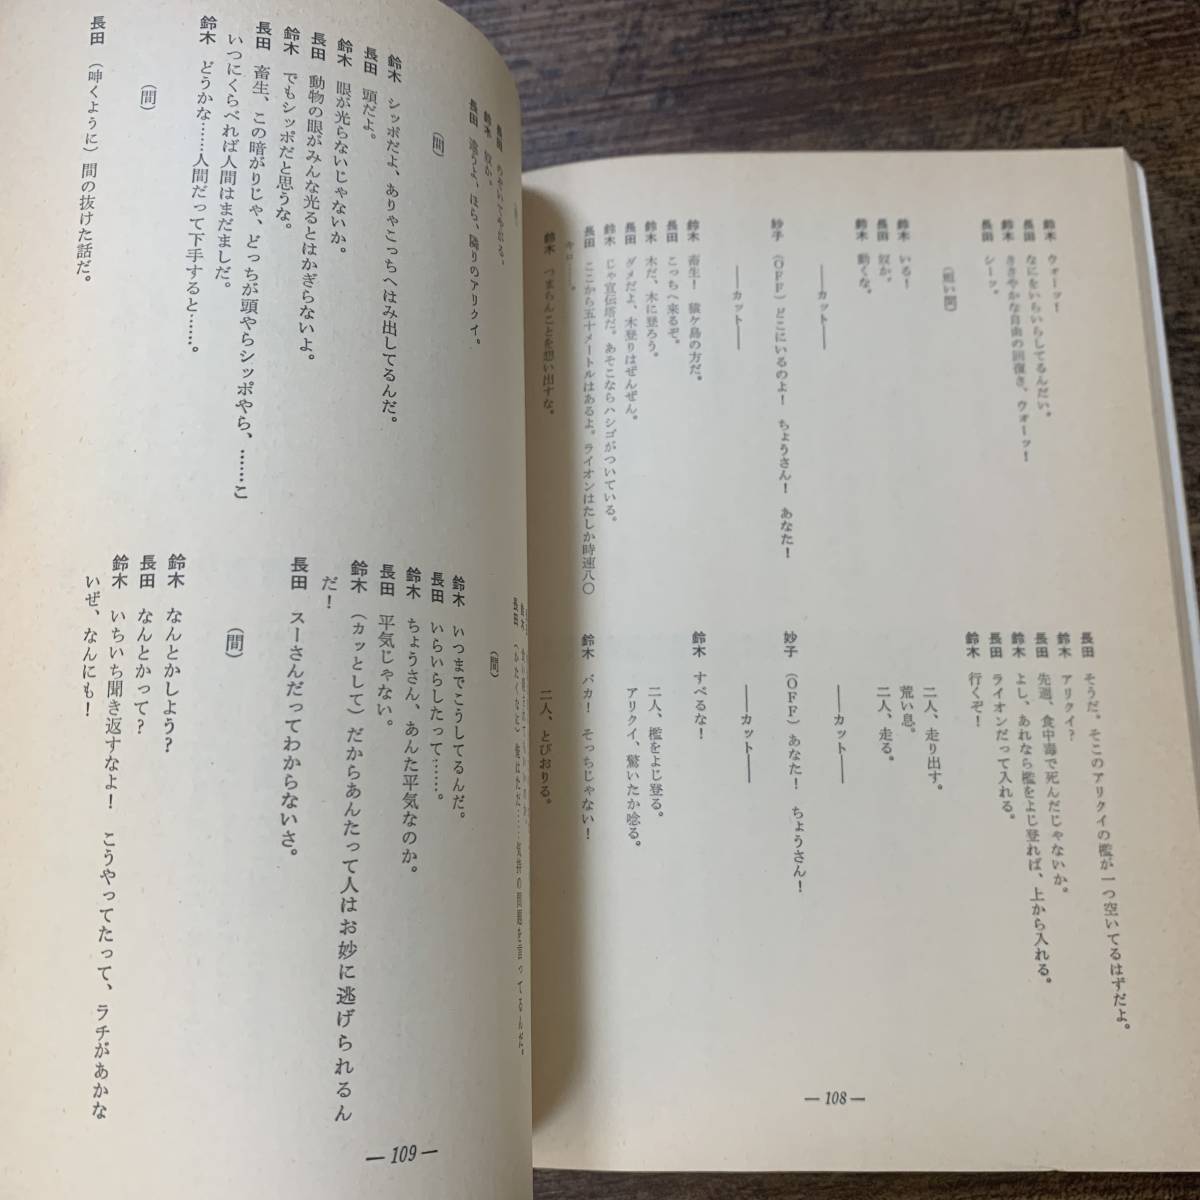 鈴木　ウォーッ！
長田　なにをいらいらしてるんだい。
鈴木　ささやかな自由の回復さ、ウォーッ！
長田　シーッ。
（短い間）
鈴木　いる！
長田　奴か。
鈴木　動くな。
――カット――
妙子　（ＯＦＦ）どこにいるのよ！　ちょうさん！　あなた！
――カット――
鈴木　畜生！　猿ケ島の方だ。
長田　こっちへ来るぞ。
鈴木　木だ、木に登ろう。
長田　ダメだよ、木登りはぜんぜん。
鈴木　じゃ宣伝塔だ。あそこならハシゴがついている。
長田　ここから五十メートルはあるよ。ライオンはたしか時速八〇
キロ……。
鈴木　つまらんことを想い出すな。
長田　そうだ。そこのアリクイの檻が一つ空いてるはずだよ。
鈴木　アリクイ？
長田　先週、食中毒で死んだじゃないか。
鈴木　よし、あれなら檻をよじ登れば、上から入れる。
長田　ライオンだって入れる。
鈴木　行くぞ！
二人、走り出す。
荒い息。
二人、走る。
――カット――
妙子　（ＯＦＦ）あなた！　ちょうさん！
――カット――
鈴木　すべるな！
二人、檻をよじ登る。
アリクイ、驚いたか唸る。
鈴木　バカ！　そっちじゃない！
二人、とびおりる。
— 108 —
長田
鈴木　奴か。
長田　違うよ、ほら、隣りのアリクイ。
（間）
鈴木　シッポだよ、ありゃこっちへはみ出してるんだ。
長田　頭だよ。
鈴木　眼が光らないじゃないか。
長田　動物の眼がみんな光るとはかぎらないよ。
鈴木　でもシッポだと思うな。
長田　畜生、この暗がりじゃ、どっちが頭やらシッポやら、……こ
いつにくらべれば人間はまだましだ。
鈴木　どうかな……人間だって下手すると……。
（間）
長田　（呻くように）間の抜けた話だ。
長田　（かたくなに）俺はただ……気持の問題を言ってるんだ。
（間）
鈴木　いつまでこうしてるんだ。
長田　いらいらしたって……。
鈴木　ちょうさん、あんた平気なのか。
長田　平気じゃない。
鈴木　（カッとして）だからあんたって人はお妙に逃げられるん
だ！
長田　スーさんだってわからないさ。
（間）
鈴木　なんとかしよう？
長田　なんとかって？
鈴木　いちいち聞き返すなよ！　こうやってたって、ラチがあかな
いぜ、なんにも！
— 109 —